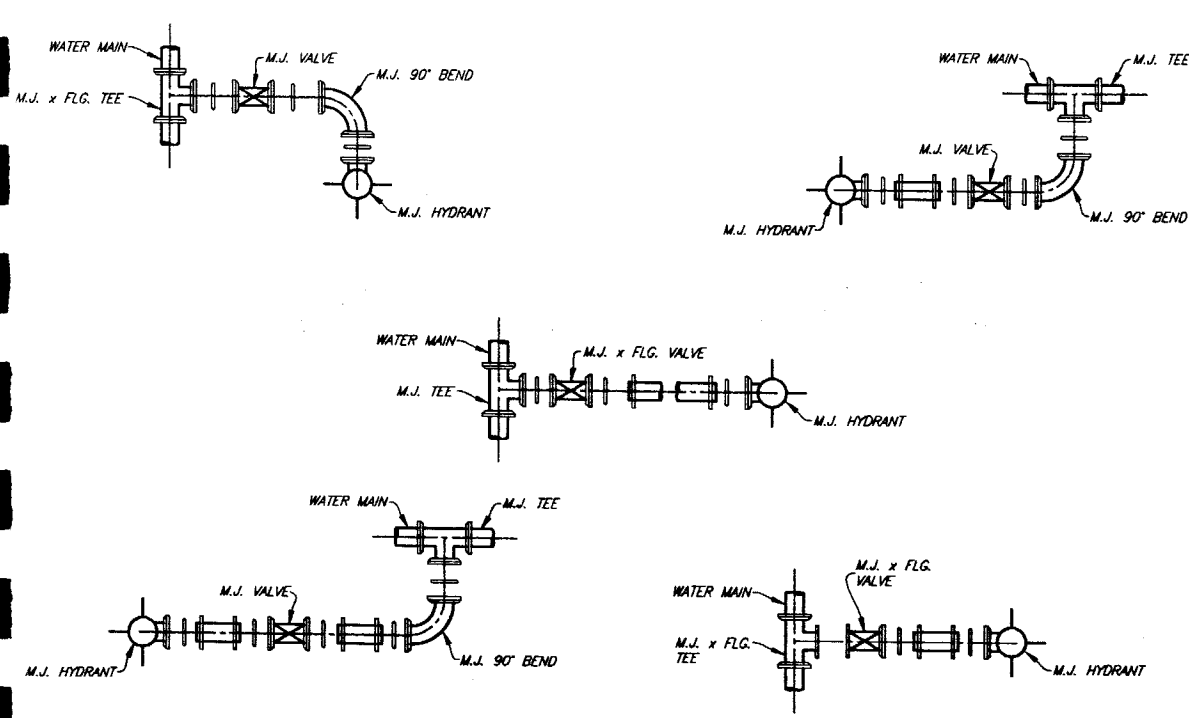 WATER MAIN
M.J. VALVE
M.J. 90° BEND
M.J. x FLG. TEE
M.J. HYDRANT
WATER MAIN
M.J. TEE
M.J. VALVE
M.J. HYDRANT
M.J. 90° BEND
WATER MAIN
M.J. x FLG. VALVE
M.J. TEE
M.J. HYDRANT
WATER MAIN
M.J. TEE
M.J. VALVE
M.J. HYDRANT
M.J. 90° BEND
M.J. x FLG.
VALVE
WATER MAIN
M.J. x FLG.
TEE
M.J. HYDRANT